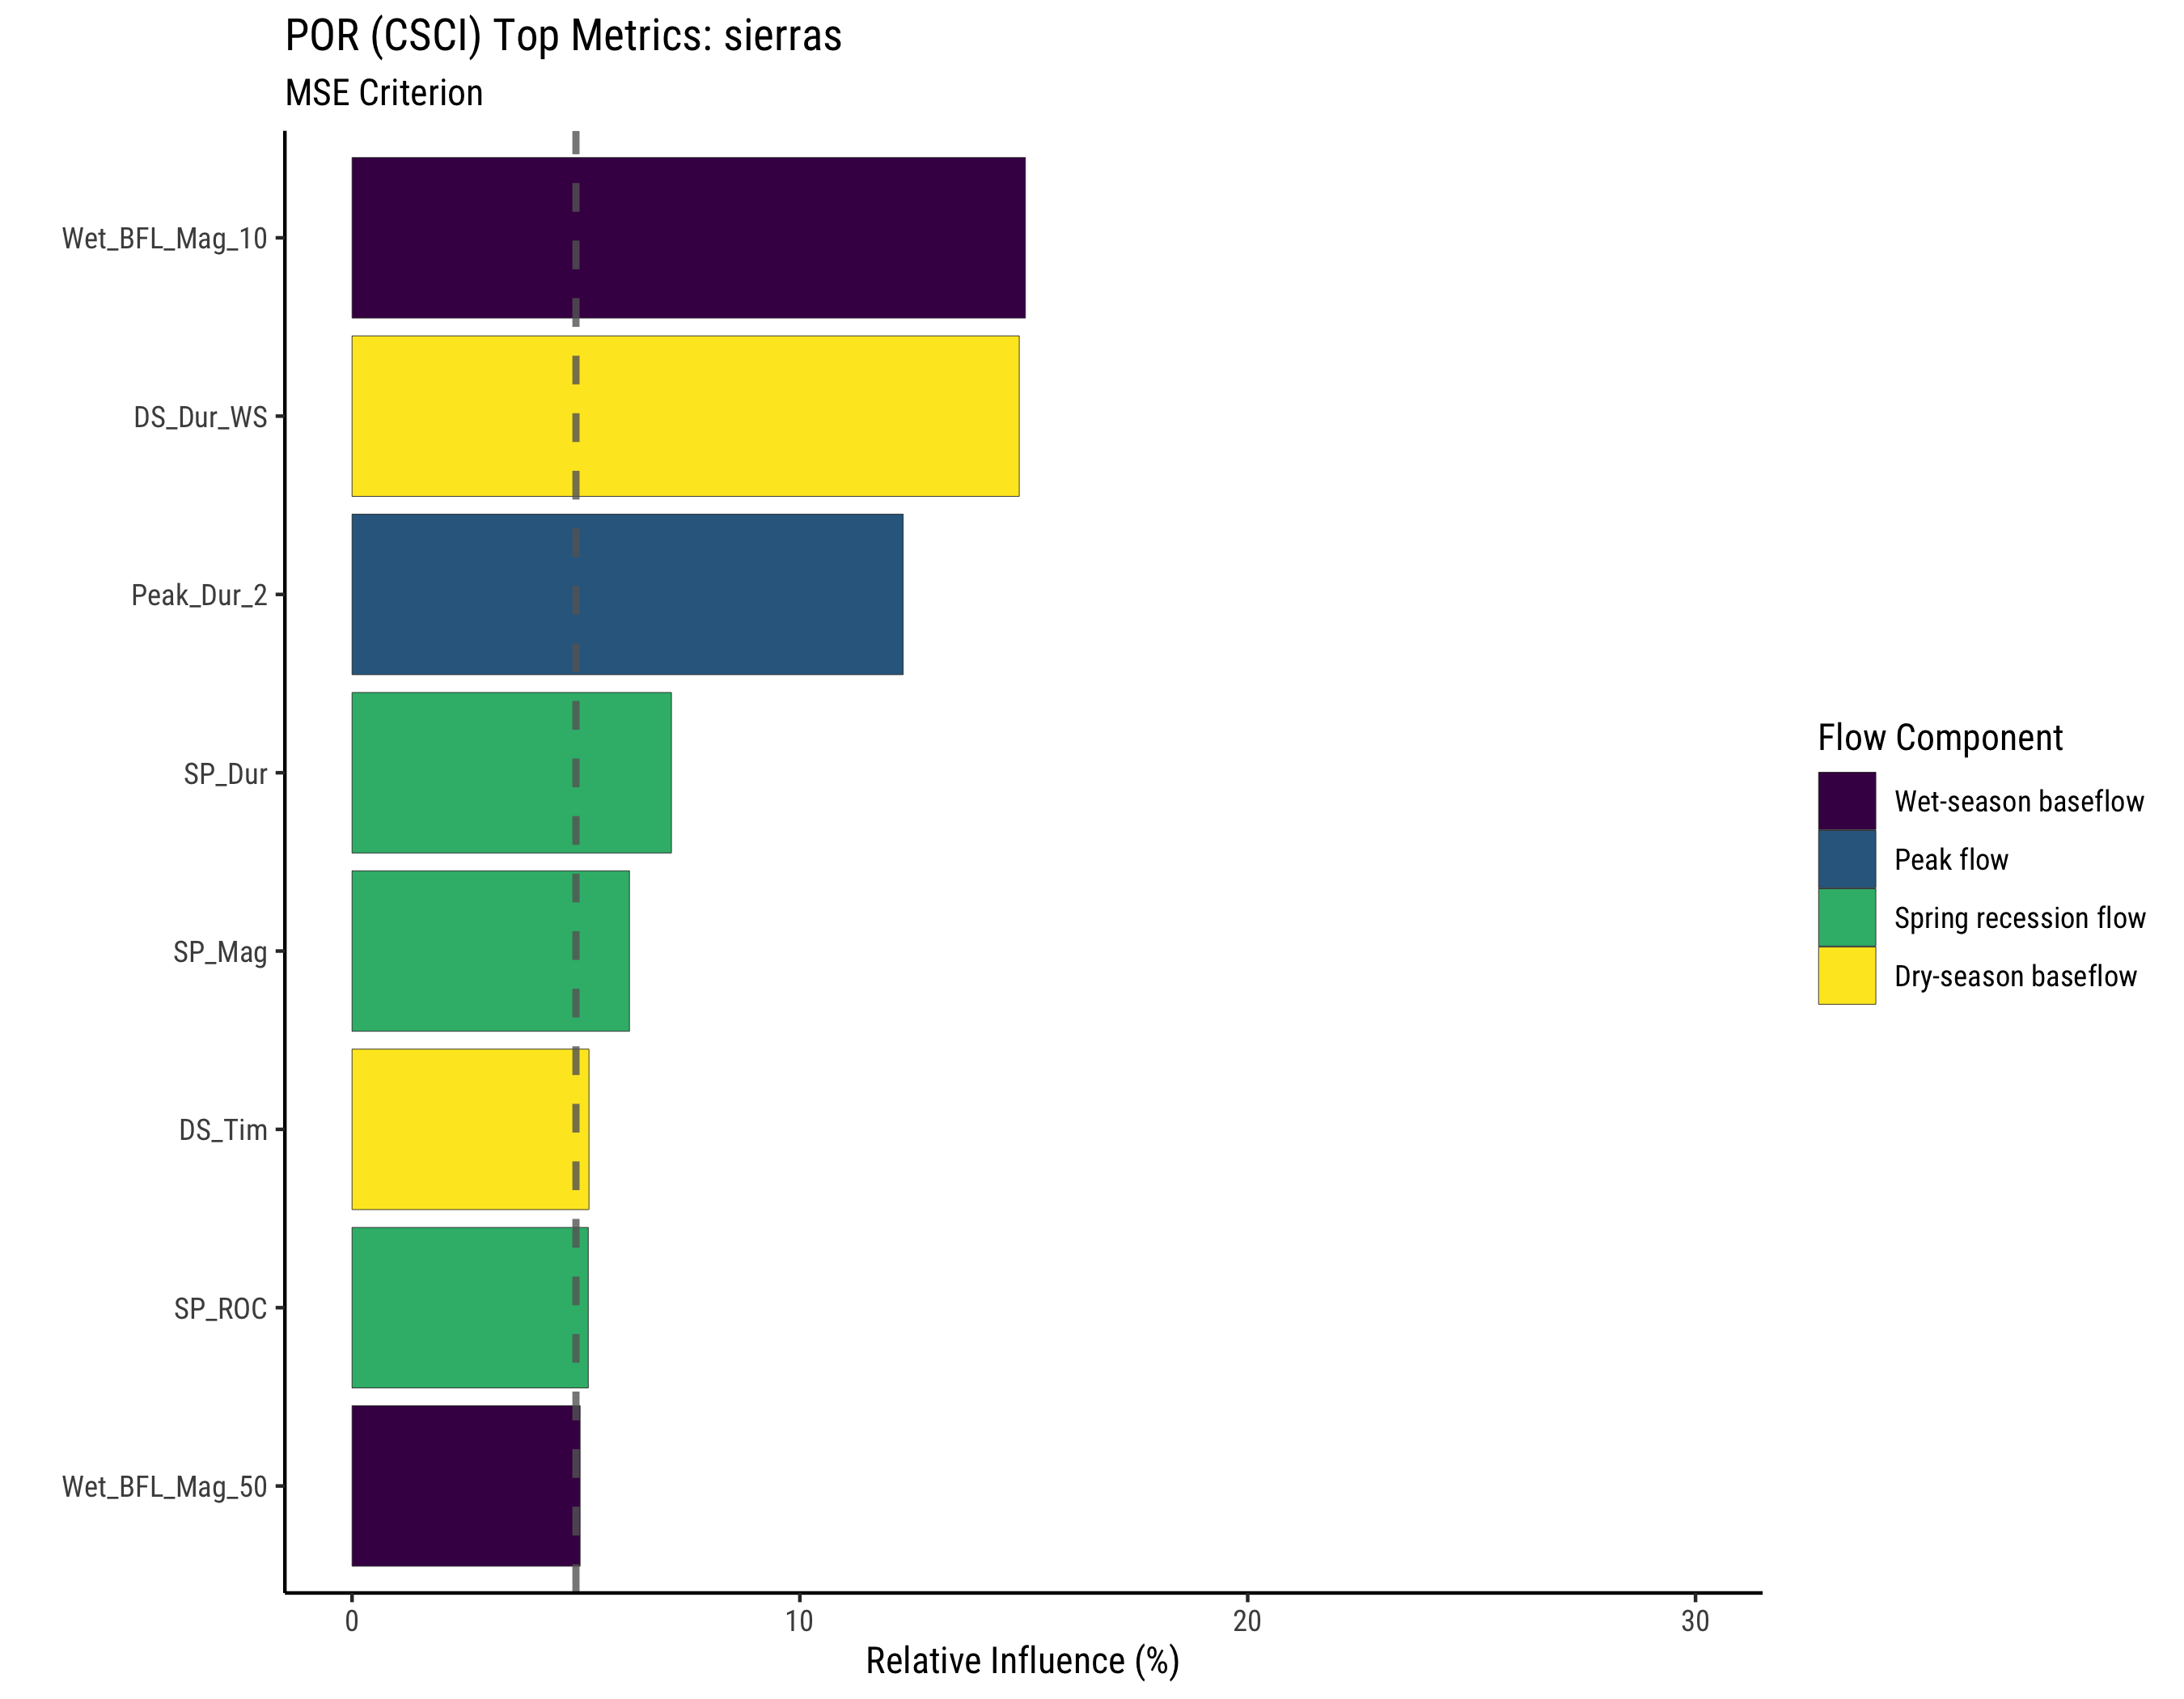 POR (CSCI) Top Metrics: sierras
MSE Criterion
Wet_BFL_Mag_10
DS_Dur_WS
Peak_Dur_2
SP_Dur
SP_Mag
DS_Tim
SP_ROC
Wet_BFL_Mag_50
0 10 20 30
Relative Influence (%)
Flow Component
Wet-season baseflow
Peak flow
Spring recession flow
Dry-season baseflow